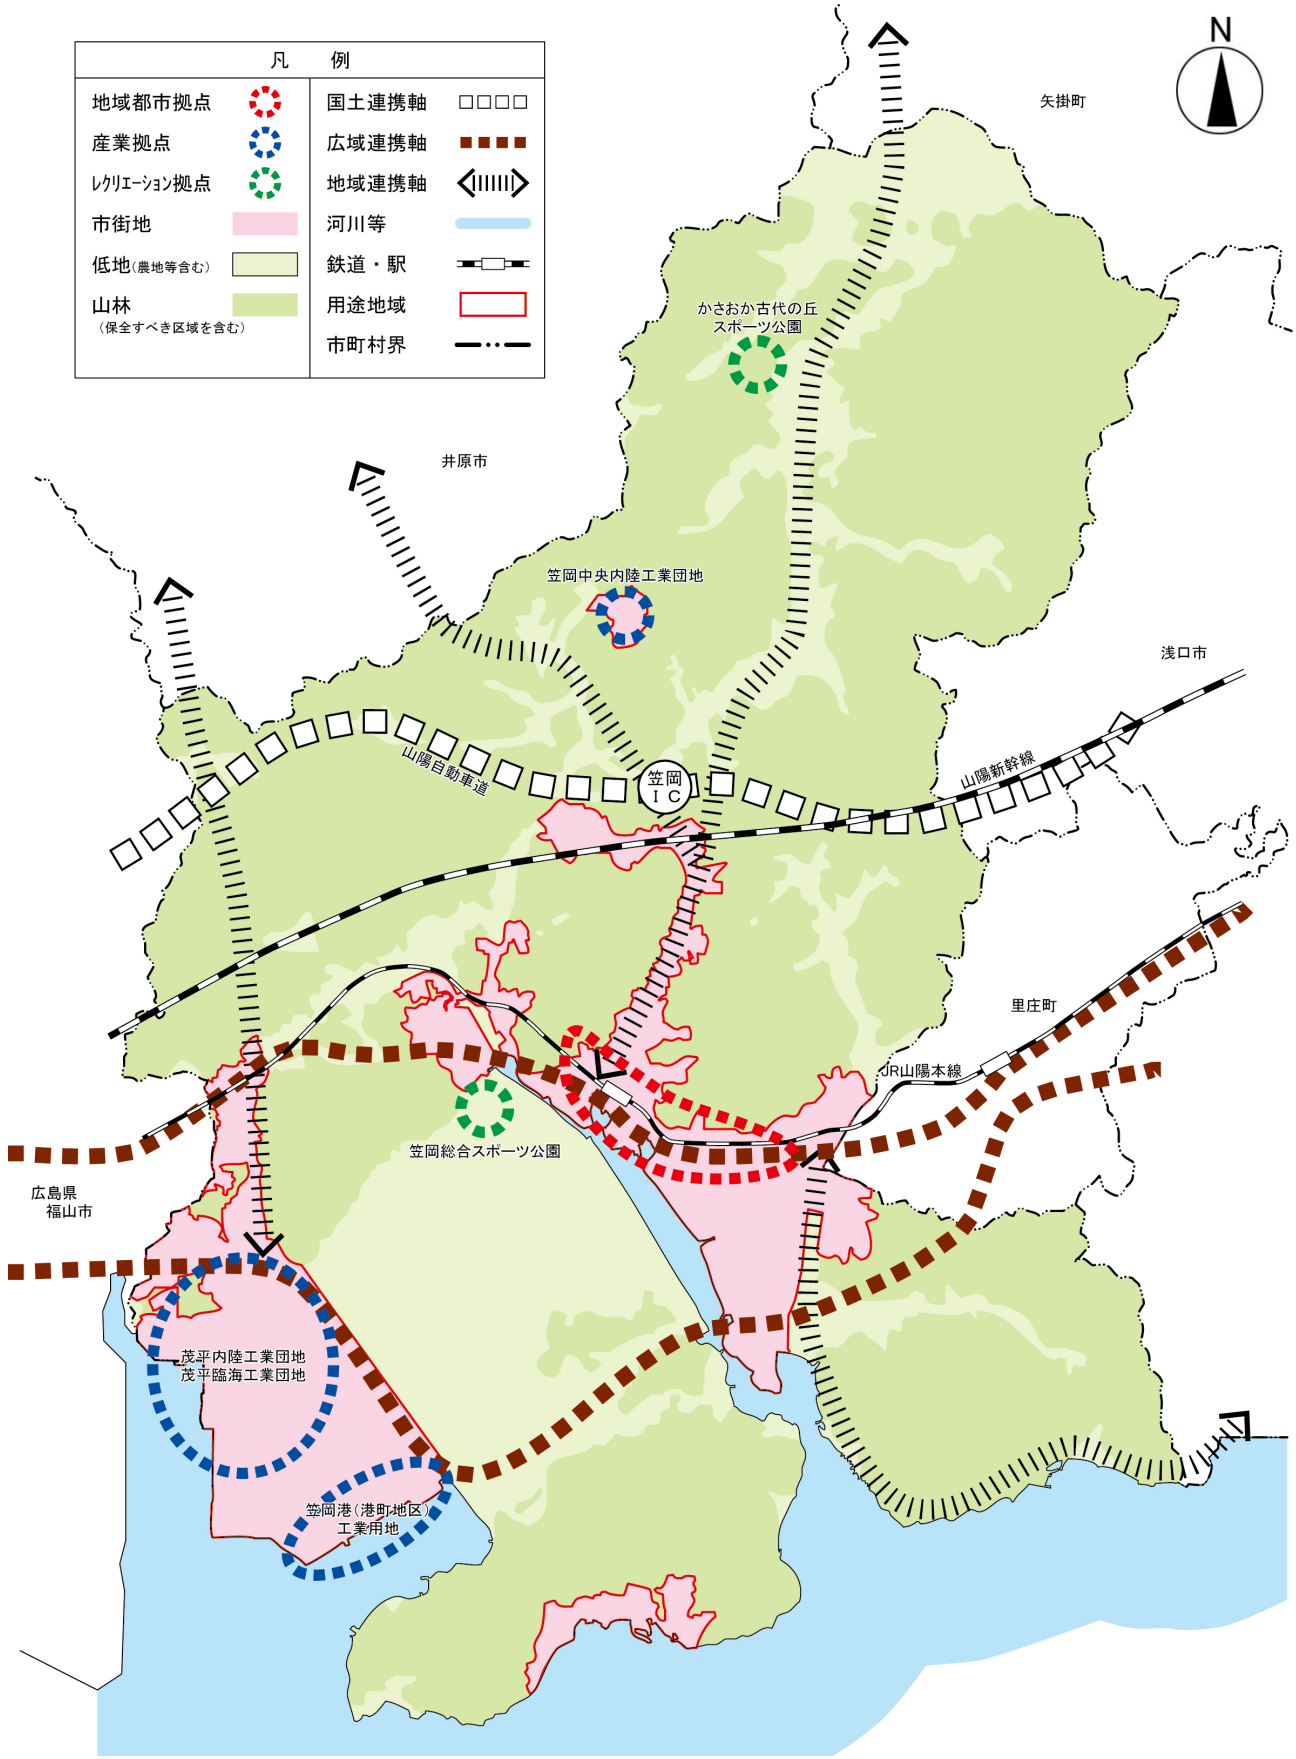 凡 例
地域都市拠点
産業拠点
ﾚｸﾘｴｰｼｮﾝ拠点
市街地
低地(農地等含む)
山林
(保全すべき区域を含む)
国土連携軸
広域連携軸
地域連携軸
河川等
鉄道・駅
用途地域
市町村界
N
矢掛町
かさおか古代の丘
スポーツ公園
井原市
笠岡中央内陸工業団地
浅口市
山陽自動車道
笠岡
ＩＣ
山陽新幹線
里庄町
JR山陽本線
笠岡総合スポーツ公園
広島県
福山市
茂平内陸工業団地
茂平臨海工業団地
笠岡港(港町地区)
工業用地